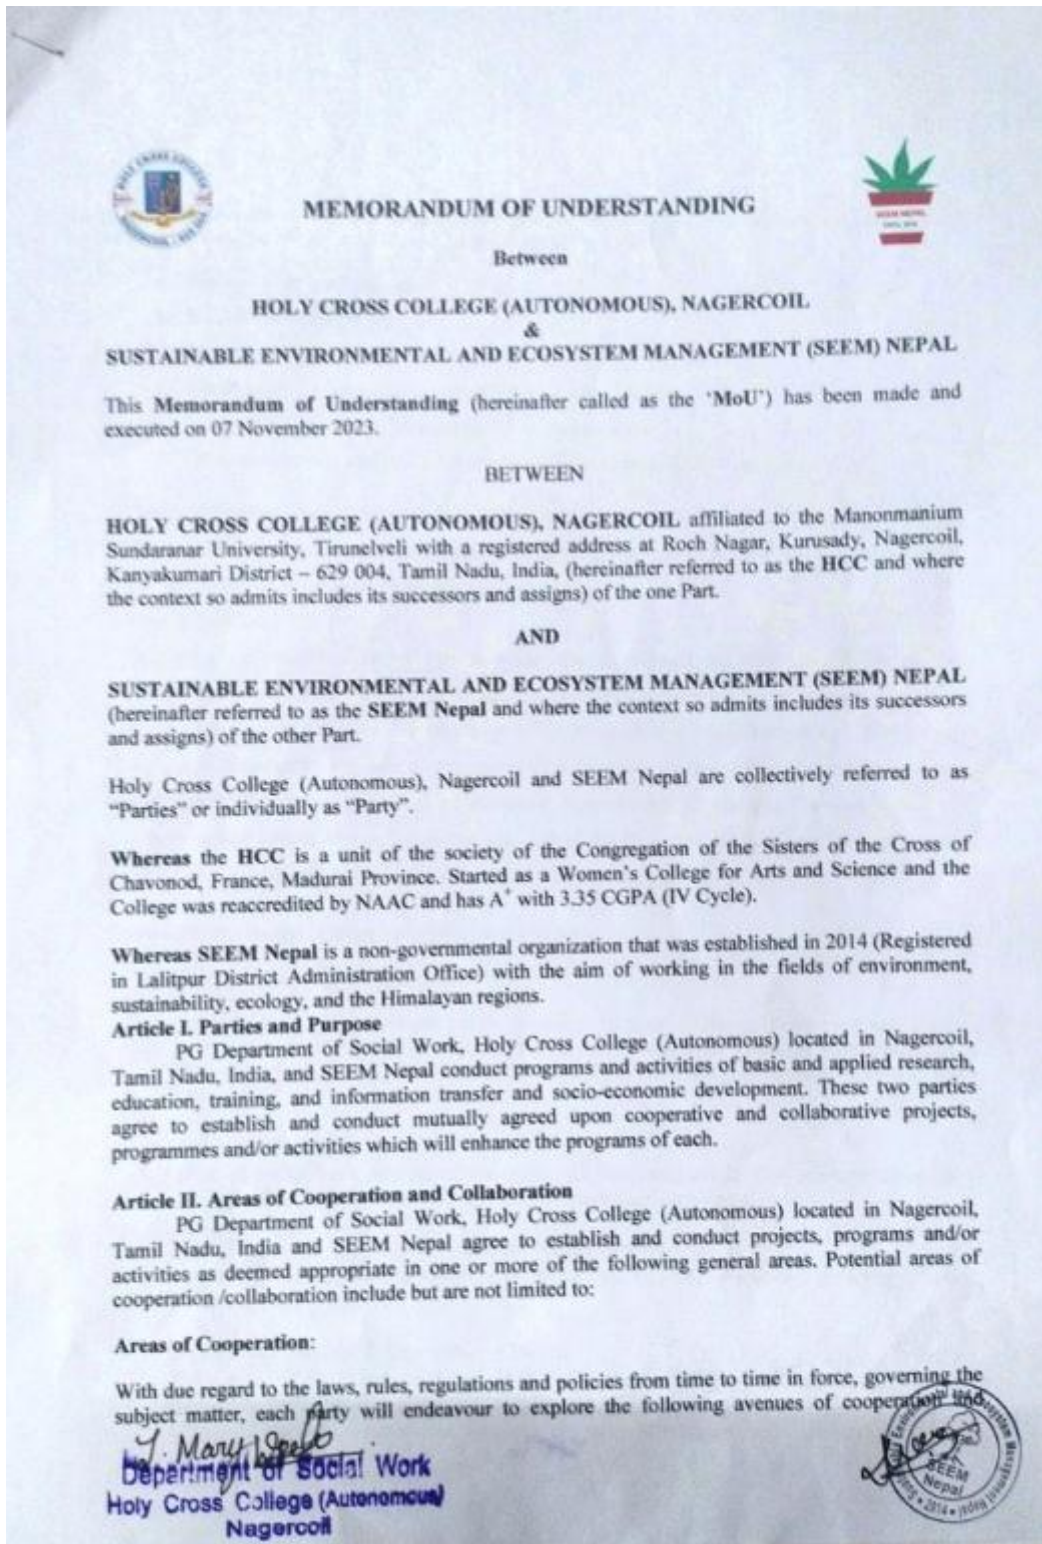 HOLY CROSS COLLEGE
SEEM NEPAL
MEMORANDUM OF UNDERSTANDING
Between
HOLY CROSS COLLEGE (AUTONOMOUS), NAGERCOIL
&
SUSTAINABLE ENVIRONMENTAL AND ECOSYSTEM MANAGEMENT (SEEM) NEPAL
This Memorandum of Understanding (hereinafter called as the 'MoU') has been made and
executed on 07 November 2023.
BETWEEN
HOLY CROSS COLLEGE (AUTONOMOUS), NAGERCOIL affiliated to the Manonmanium
Sundaranar University, Tirunelveli with a registered address at Roch Nagar, Kurusady, Nagercoil,
Kanyakumari District – 629 004, Tamil Nadu, India, (hereinafter referred to as the HCC and where
the context so admits includes its successors and assigns) of the one Part.
AND
SUSTAINABLE ENVIRONMENTAL AND ECOSYSTEM MANAGEMENT (SEEM) NEPAL
(hereinafter referred to as the SEEM Nepal and where the context so admits includes its successors
and assigns) of the other Part.
Holy Cross College (Autonomous), Nagercoil and SEEM Nepal are collectively referred to as
"Parties" or individually as "Party".
Whereas the HCC is a unit of the society of the Congregation of the Sisters of the Cross of
Chavonod, France, Madurai Province. Started as a Women's College for Arts and Science and the
College was reaccredited by NAAC and has A+ with 3.35 CGPA (IV Cycle).
Whereas SEEM Nepal is a non-governmental organization that was established in 2014 (Registered
in Lalitpur District Administration Office) with the aim of working in the fields of environment,
sustainability, ecology, and the Himalayan regions.
Article I. Parties and Purpose
PG Department of Social Work, Holy Cross College (Autonomous) located in Nagercoil,
Tamil Nadu, India, and SEEM Nepal conduct programs and activities of basic and applied research,
education, training, and information transfer and socio-economic development. These two parties
agree to establish and conduct mutually agreed upon cooperative and collaborative projects,
programmes and/or activities which will enhance the programs of each.
Article II. Areas of Cooperation and Collaboration
PG Department of Social Work, Holy Cross College (Autonomous) located in Nagercoil,
Tamil Nadu, India and SEEM Nepal agree to establish and conduct projects, programs and/or
activities as deemed appropriate in one or more of the following general areas. Potential areas of
cooperation /collaboration include but are not limited to:
Areas of Cooperation:
With due regard to the laws, rules, regulations and policies from time to time in force, governing the
subject matter, each party will endeavour to explore the following avenues of cooperation and
Department of Social Work
Holy Cross College (Autonomous)
Nagercoil
SEEM
Nepal
2014